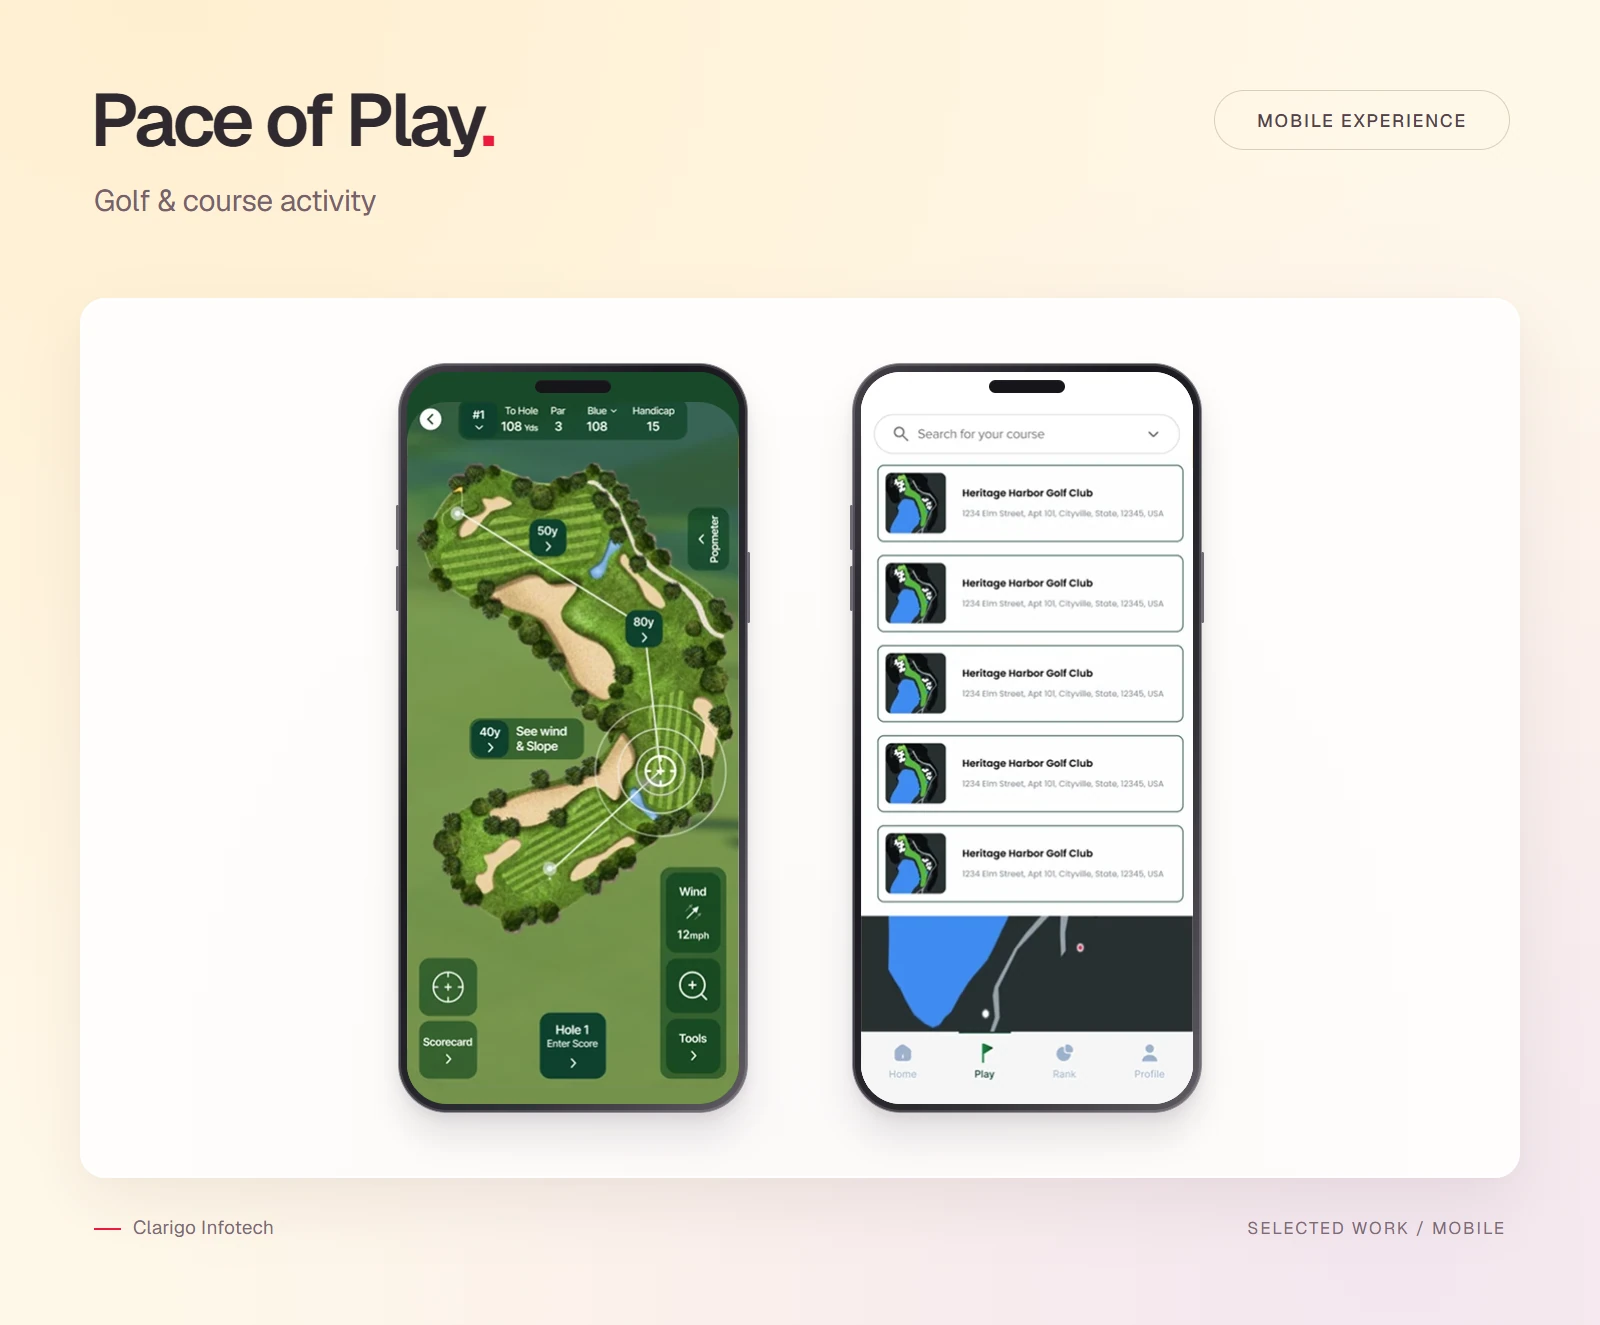 Pace of Play.
MOBILE EXPERIENCE
Golf & course activity
#1
To Hole
108 Yds
Par
3
Blue
108
Handicap
15
50y
Popmeter
80y
40y
See wind
& Slope
Wind
12mph
Scorecard
Hole 1
Enter Score
Tools
Search for your course
Heritage Harbor Golf Club
1234 Elm Street, Apt 101, Cityville, State, 12345, USA
Heritage Harbor Golf Club
1234 Elm Street, Apt 101, Cityville, State, 12345, USA
Heritage Harbor Golf Club
1234 Elm Street, Apt 101, Cityville, State, 12345, USA
Heritage Harbor Golf Club
1234 Elm Street, Apt 101, Cityville, State, 12345, USA
Heritage Harbor Golf Club
1234 Elm Street, Apt 101, Cityville, State, 12345, USA
Home
Play
Rank
Profile
Clarigo Infotech
SELECTED WORK / MOBILE